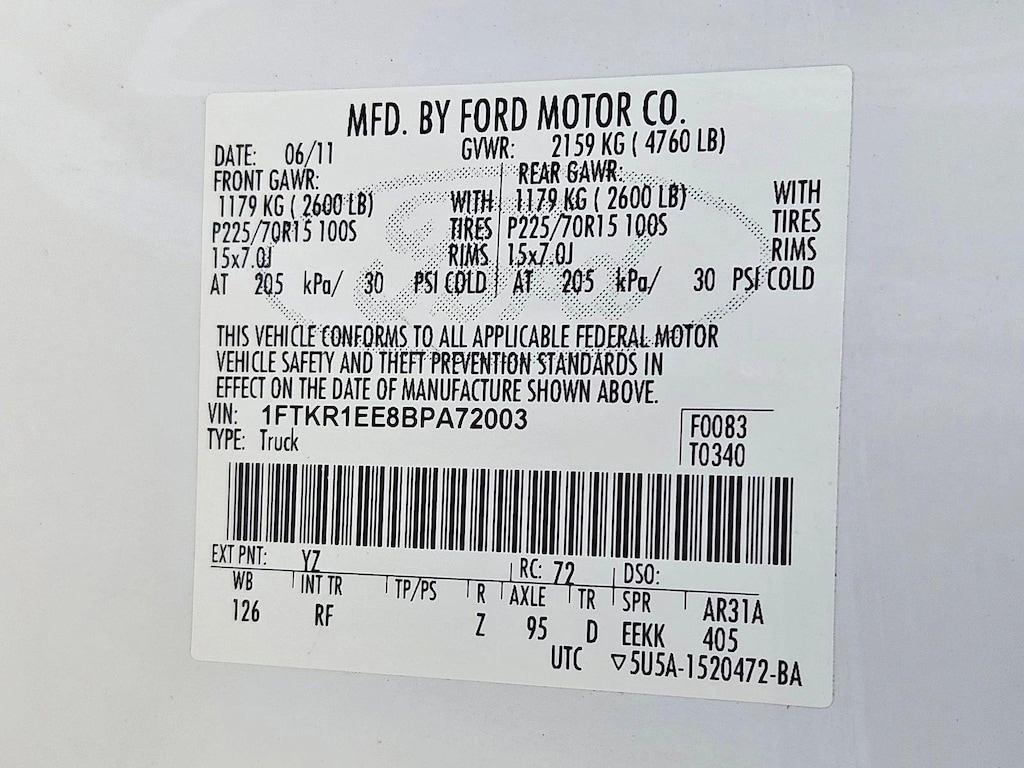 MFD. BY FORD MOTOR CO.
DATE: 06/11 GVWR: 2159 KG ( 4760 LB)
FRONT GAWR: REAR GAWR:
1179 KG ( 2600 LB) WITH 1179 KG ( 2600 LB) WITH
P225/70R15 100S TIRES P225/70R15 100S TIRES
15x7.0J RIMS 15x7.0J RIMS
AT 205 kPa/ 30 PSI COLD AT 205 kPa/ 30 PSI COLD
Ford
THIS VEHICLE CONFORMS TO ALL APPLICABLE FEDERAL MOTOR
VEHICLE SAFETY AND THEFT PREVENTION STANDARDS IN
EFFECT ON THE DATE OF MANUFACTURE SHOWN ABOVE.
VIN: 1FTKR1EE8BPA72003
TYPE: Truck
F0083
T0340
EXT PNT: YZ RC: 72 DSO:
WB INT TR TP/PS R AXLE TR SPR AR31A
126 RF Z 95 D EEKK 405
UTC ▽5U5A-1520472-BA